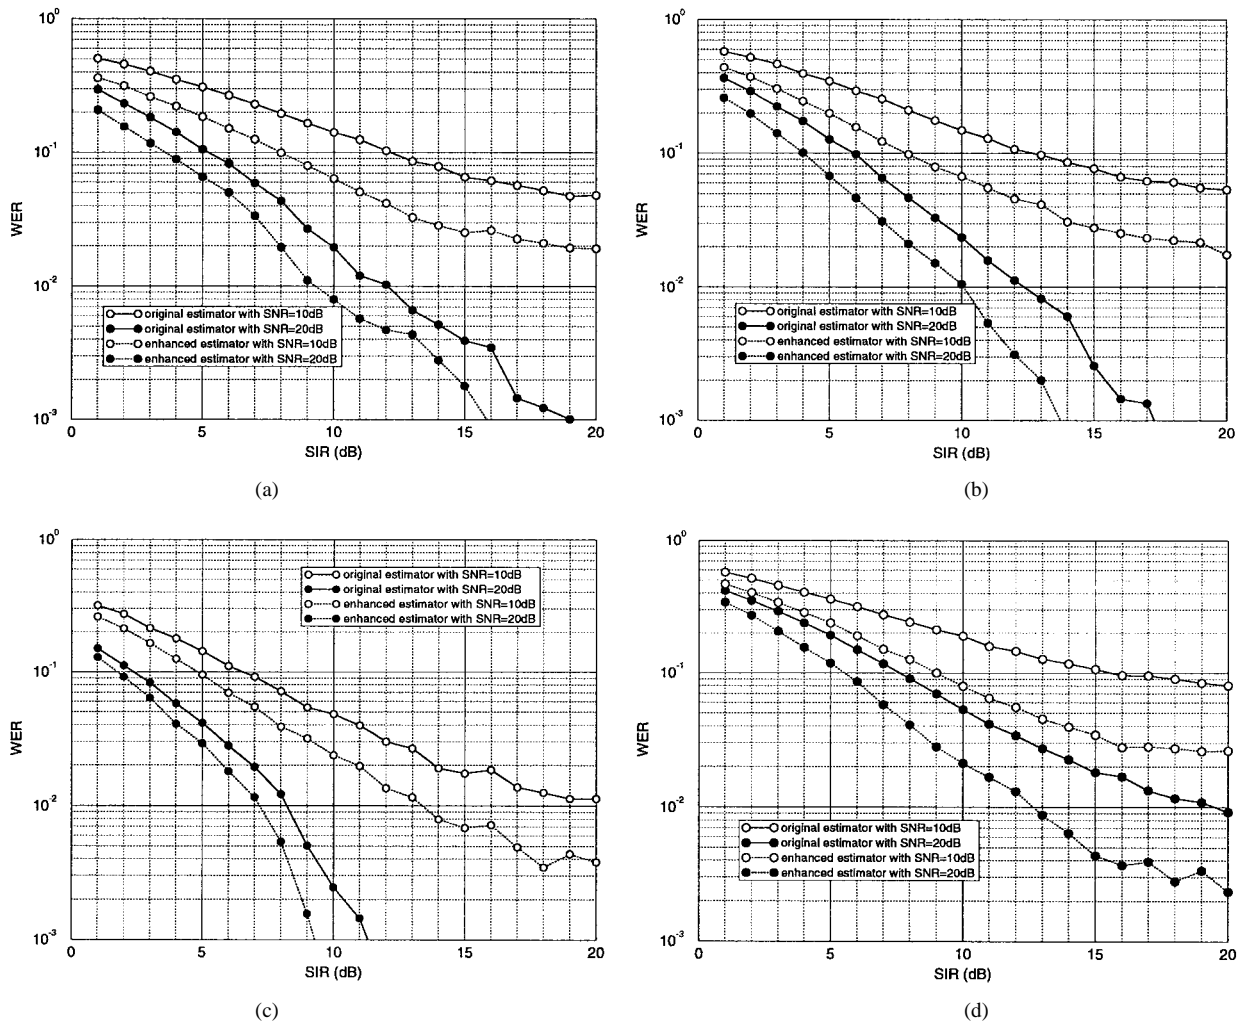 10^0
10^-1
10^-2
10^-3
WER
original estimator with SNR=10dB
original estimator with SNR=20dB
enhanced estimator with SNR=10dB
enhanced estimator with SNR=20dB
0 5 10 15 20
SIR (dB)
(a)
10^0
10^-1
10^-2
10^-3
WER
original estimator with SNR=10dB
original estimator with SNR=20dB
enhanced estimator with SNR=10dB
enhanced estimator with SNR=20dB
0 5 10 15 20
SIR (dB)
(b)
10^0
10^-1
10^-2
10^-3
WER
original estimator with SNR=10dB
original estimator with SNR=20dB
enhanced estimator with SNR=10dB
enhanced estimator with SNR=20dB
0 5 10 15 20
SIR (dB)
(c)
10^0
10^-1
10^-2
10^-3
WER
original estimator with SNR=10dB
original estimator with SNR=20dB
enhanced estimator with SNR=10dB
enhanced estimator with SNR=20dB
0 5 10 15 20
SIR (dB)
(d)